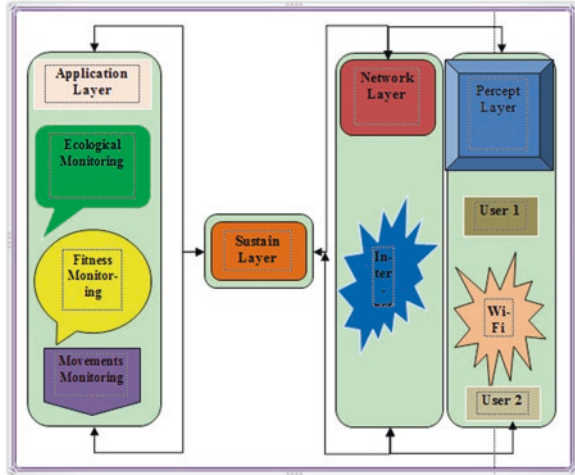 Application
Layer
Ecological
Monitoring
Fitness
Monitor-
ing
Movements
Monitoring
Sustain
Layer
Network
Layer
In-
ter
-
Percept
Layer
User 1
Wi-
Fi
User 2